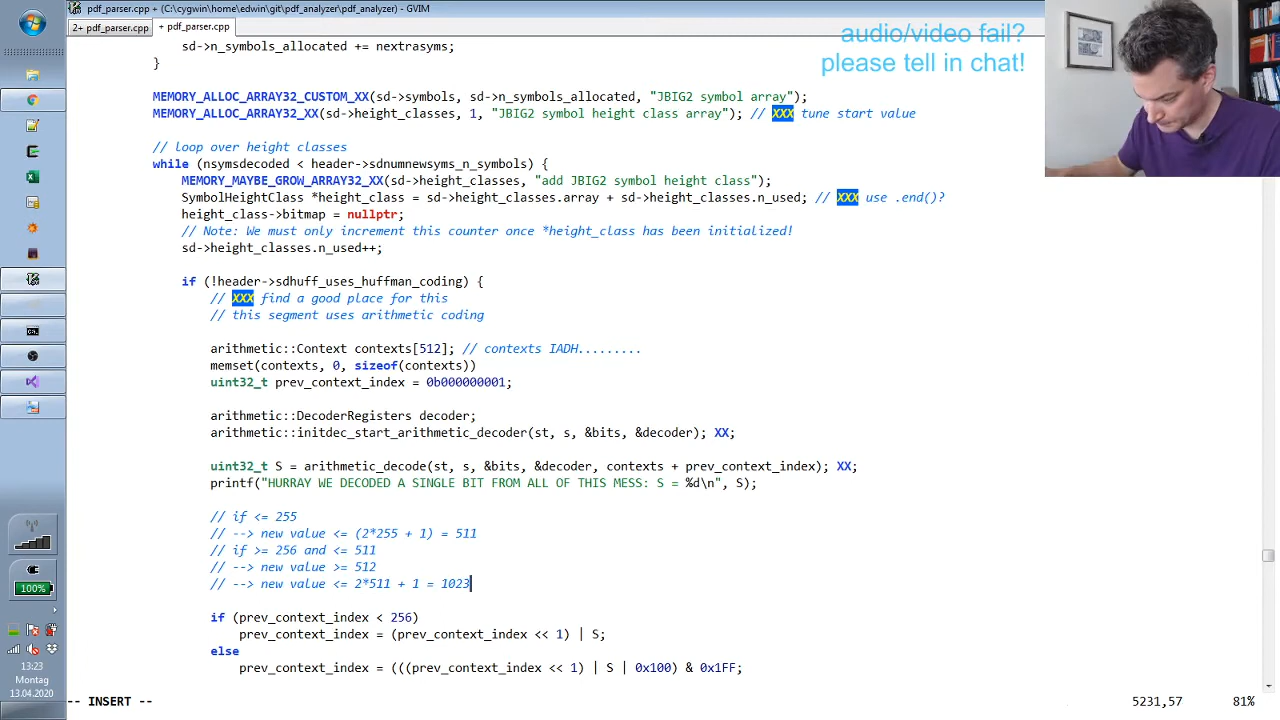 pdf_parser.cpp + (C:\cygwin\home\edwin\git\pdf_analyzer\pdf_analyzer) - GVIM
2+ pdf_parser.cpp
+ pdf_parser.cpp
audio/video fail?
please tell in chat!
sd->n_symbols_allocated += nextrasyms;
}
MEMORY_ALLOC_ARRAY32_CUSTOM_XX(sd->symbols, sd->n_symbols_allocated, "JBIG2 symbol array");
MEMORY_ALLOC_ARRAY32_XX(sd->height_classes, 1, "JBIG2 symbol height class array"); // XXX tune start value
// loop over height classes
while (nsymsdecoded < header->sdnumnewsyms_n_symbols) {
MEMORY_MAYBE_GROW_ARRAY32_XX(sd->height_classes, "add JBIG2 symbol height class");
SymbolHeightClass *height_class = sd->height_classes.array + sd->height_classes.n_used; // XXX use .end()?
height_class->bitmap = nullptr;
// Note: We must only increment this counter once *height_class has been initialized!
sd->height_classes.n_used++;
if (!header->sdhuff_uses_huffman_coding) {
// XXX find a good place for this
// this segment uses arithmetic coding
arithmetic::Context contexts[512]; // contexts IADH.........
memset(contexts, 0, sizeof(contexts))
uint32_t prev_context_index = 0b000000001;
arithmetic::DecoderRegisters decoder;
arithmetic::initdec_start_arithmetic_decoder(st, s, &bits, &decoder); XX;
uint32_t S = arithmetic_decode(st, s, &bits, &decoder, contexts + prev_context_index); XX;
printf("HURRAY WE DECODED A SINGLE BIT FROM ALL OF THIS MESS: S = %d\n", S);
// if <= 255
// --> new value <= (2*255 + 1) = 511
// if >= 256 and <= 511
// --> new value >= 512
// --> new value <= 2*511 + 1 = 1023
if (prev_context_index < 256)
prev_context_index = (prev_context_index << 1) | S;
else
prev_context_index = (((prev_context_index << 1) | S | 0x100) & 0x1FF;
100%
13:23
Montag
13.04.2020
-- INSERT --
5231,57
81%